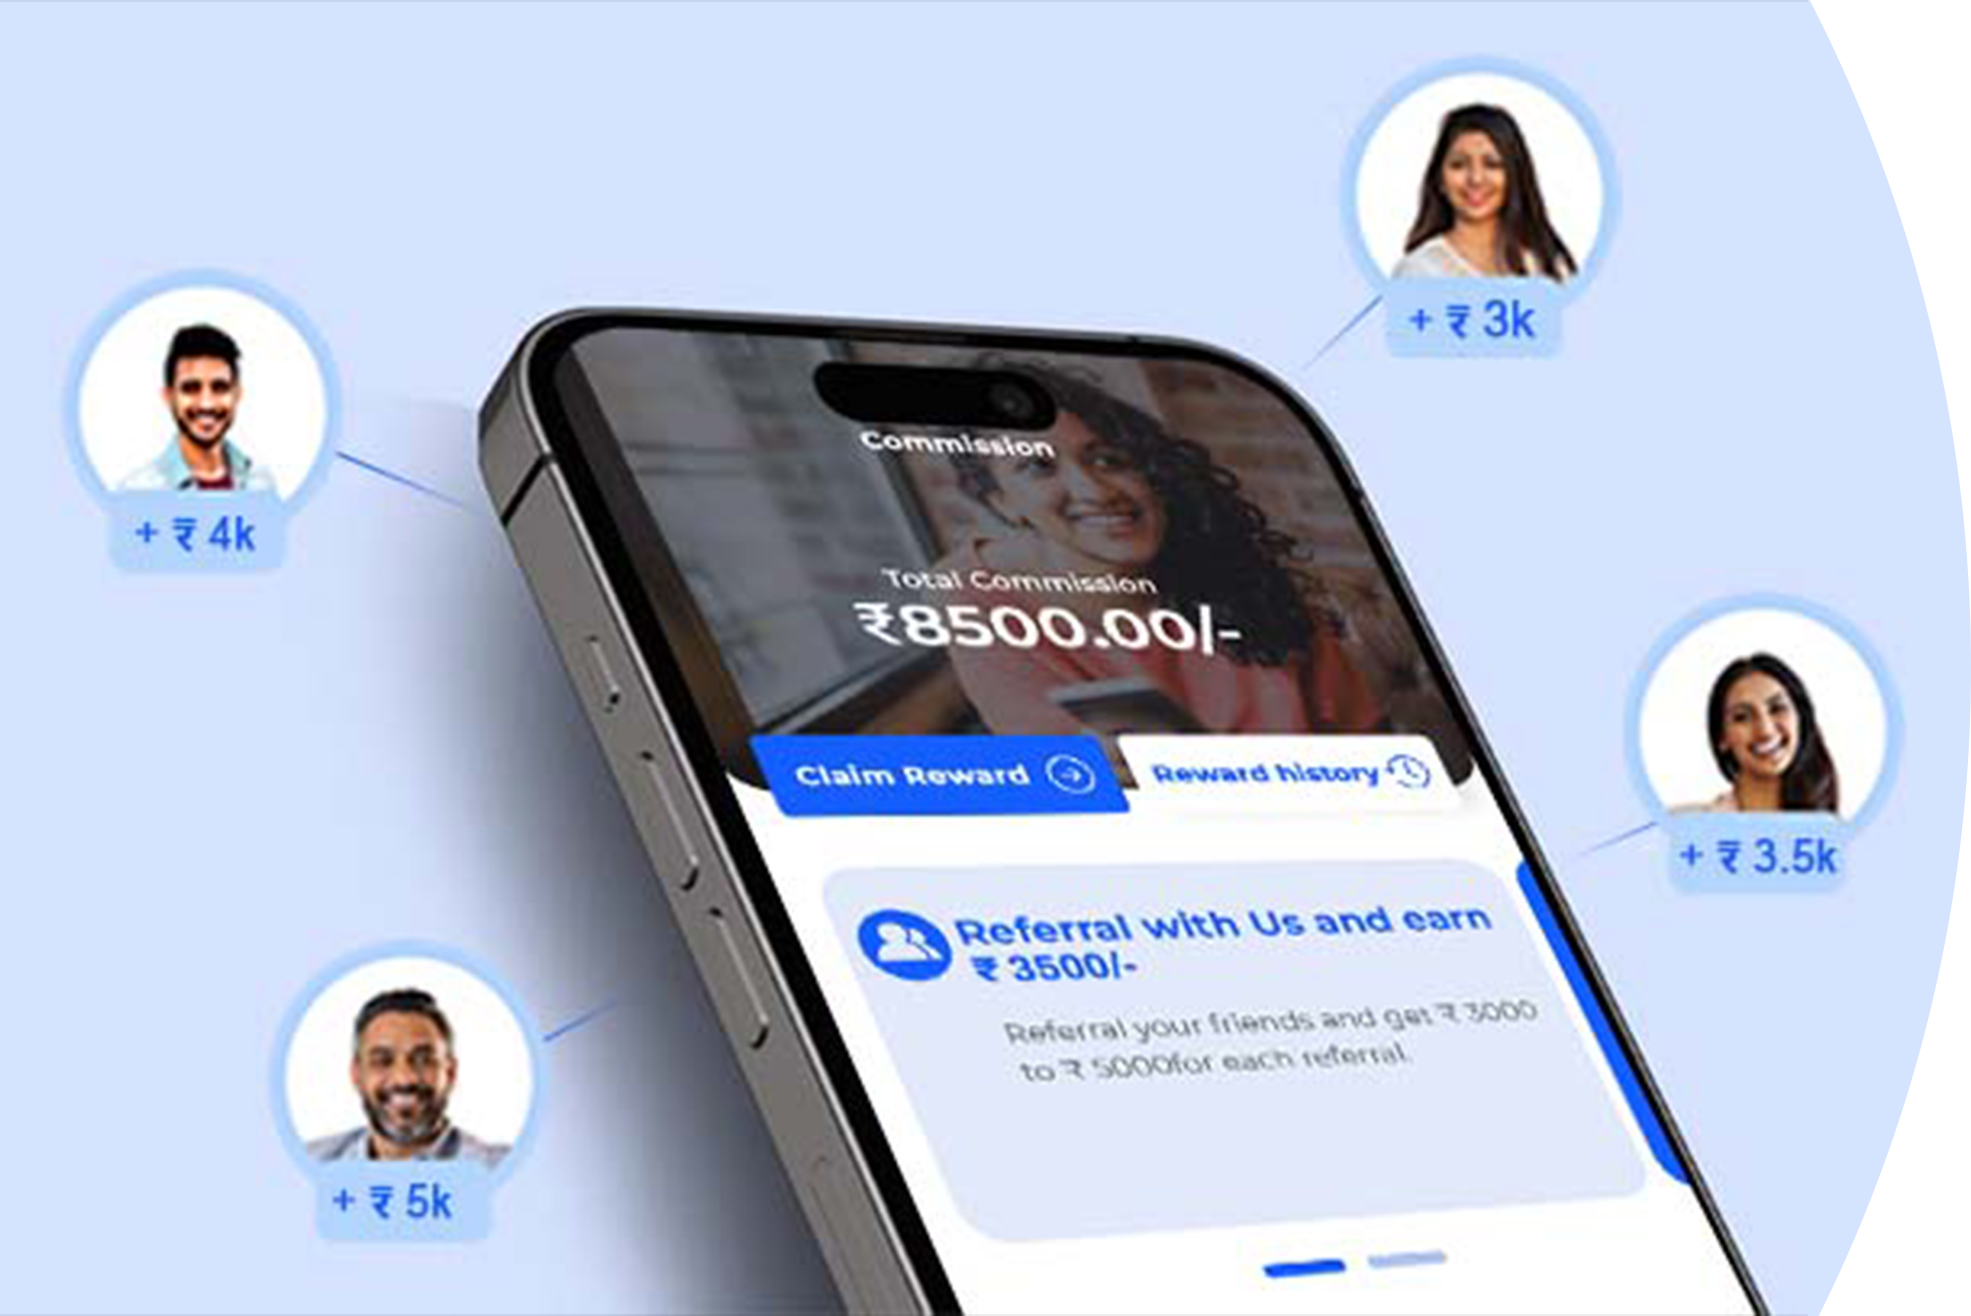 + ₹ 3k
+ ₹ 4k
Commission
Total Commission
₹8500.00/-
Claim Reward
Reward history
+ ₹ 3.5k
Referral with Us and earn
₹ 3500/-
Referral your friends and get ₹ 3000
to ₹ 5000for each referral.
+ ₹ 5k